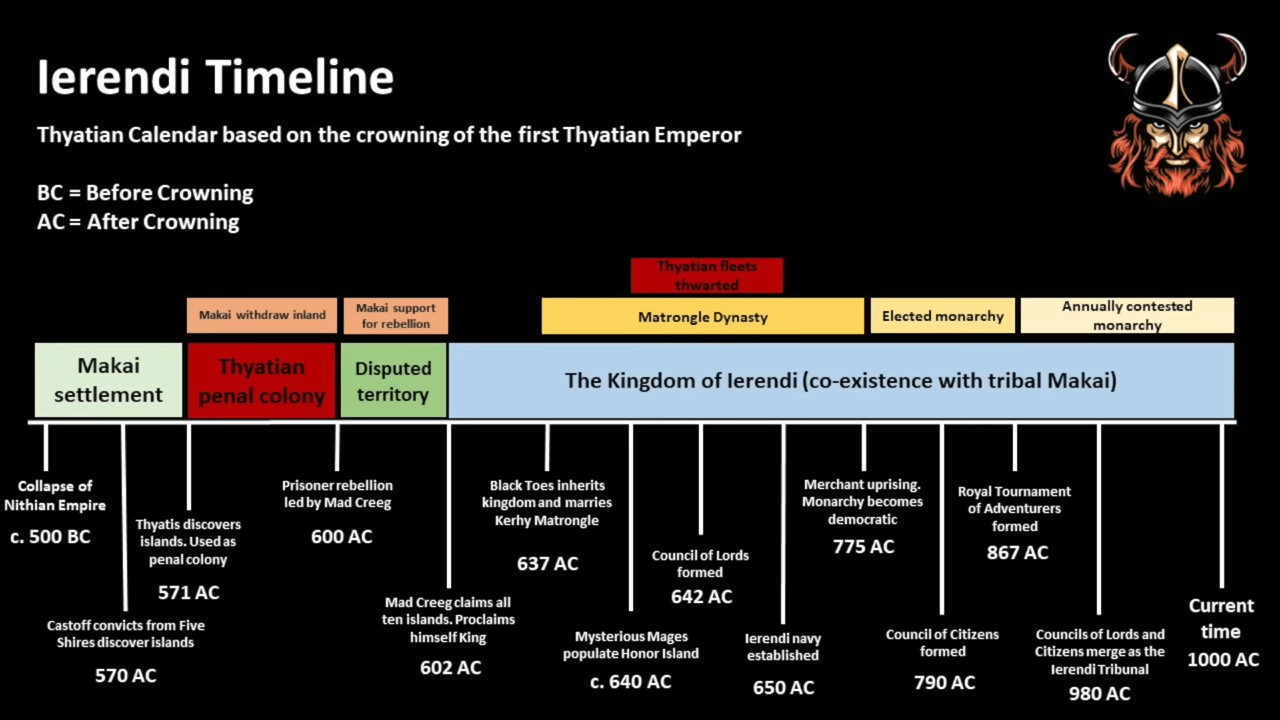 Ierendi Timeline
Thyatian Calendar based on the crowning of the first Thyatian Emperor
BC = Before Crowning
AC = After Crowning
Thyatian fleets
thwarted
Makai withdraw inland
Makai support
for rebellion
Matrongle Dynasty
Elected monarchy
Annually contested
monarchy
Makai
settlement
Thyatian
penal colony
Disputed
territory
The Kingdom of Ierendi (co-existence with tribal Makai)
Collapse of
Nithian Empire
c. 500 BC
Castoff convicts from Five
Shires discover islands
570 AC
Thyatis discovers
islands. Used as
penal colony
571 AC
Prisoner rebellion
led by Mad Creeg
600 AC
Mad Creeg claims all
ten islands. Proclaims
himself King
602 AC
Black Toes inherits
kingdom and marries
Kerhy Matrongle
637 AC
Mysterious Mages
populate Honor Island
c. 640 AC
Council of Lords
formed
642 AC
Ierendi navy
established
650 AC
Merchant uprising.
Monarchy becomes
democratic
775 AC
Council of Citizens
formed
790 AC
Royal Tournament
of Adventurers
formed
867 AC
Councils of Lords and
Citizens merge as the
Ierendi Tribunal
980 AC
Current
time
1000 AC